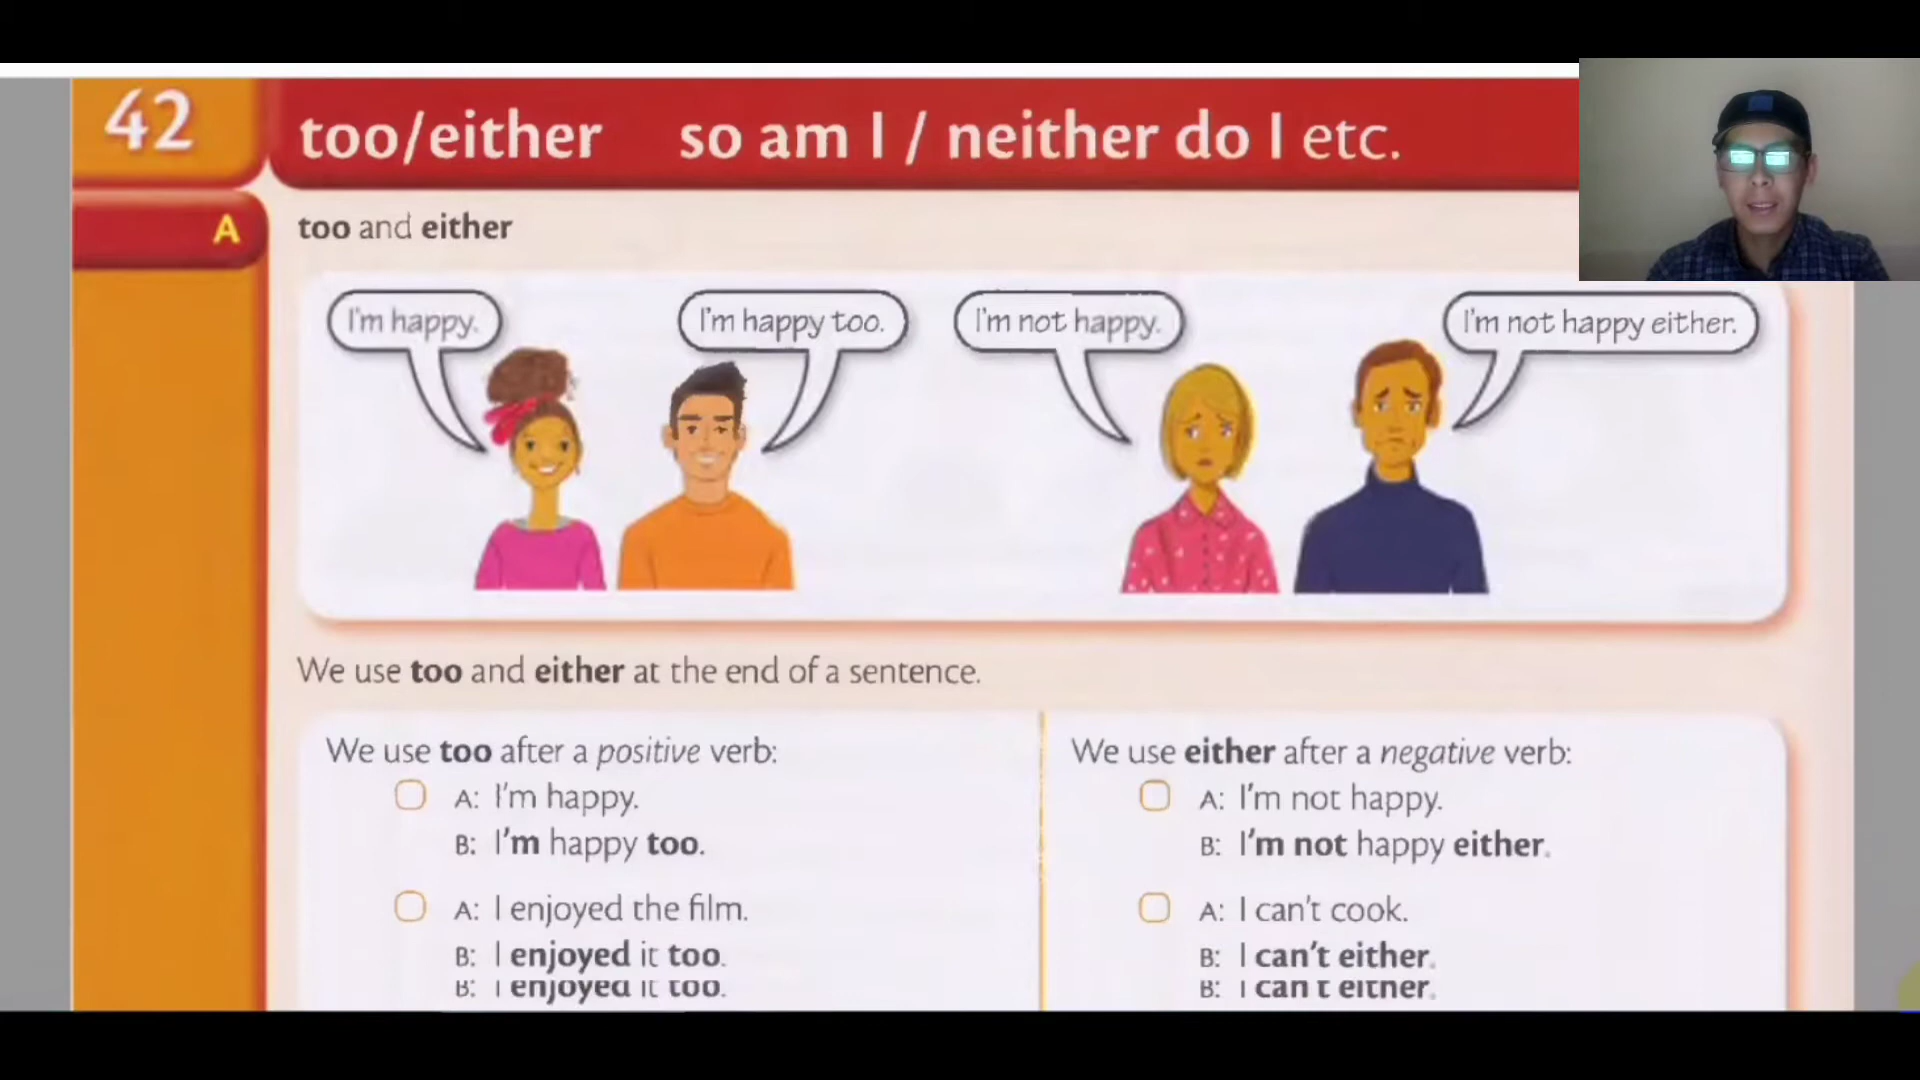 42
too/either so am I / neither do I etc.
A
too and either
I'm happy.
I'm happy too.
I'm not happy.
I'm not happy either.
We use too and either at the end of a sentence.
We use too after a positive verb:
A: I'm happy.
B: I'm happy too.
A: I enjoyed the film.
B: I enjoyed it too.
B: I enjoyed it too.
We use either after a negative verb:
A: I'm not happy.
B: I'm not happy either.
A: I can't cook.
B: I can't either.
B: I can't either.